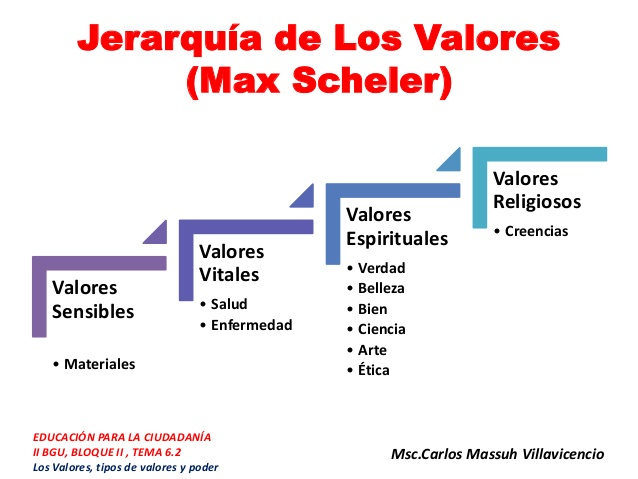 Jerarquía de Los Valores
(Max Scheler)
Valores
Sensibles
• Materiales
Valores
Vitales
• Salud
• Enfermedad
Valores
Espirituales
• Verdad
• Belleza
• Bien
• Ciencia
• Arte
• Ética
Valores
Religiosos
• Creencias
EDUCACIÓN PARA LA CIUDADANÍA
II BGU, BLOQUE II , TEMA 6.2
Los Valores, tipos de valores y poder
Msc.Carlos Massuh Villavicencio